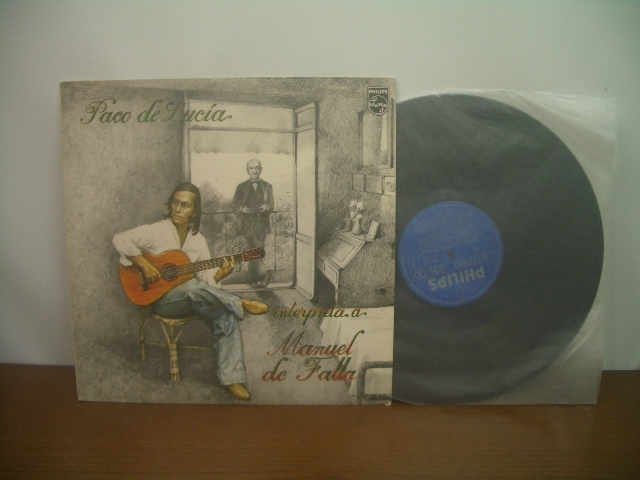 Paco de Lucía
PHILIPS
interpreta a
Manuel
de Falla
PHILIPS